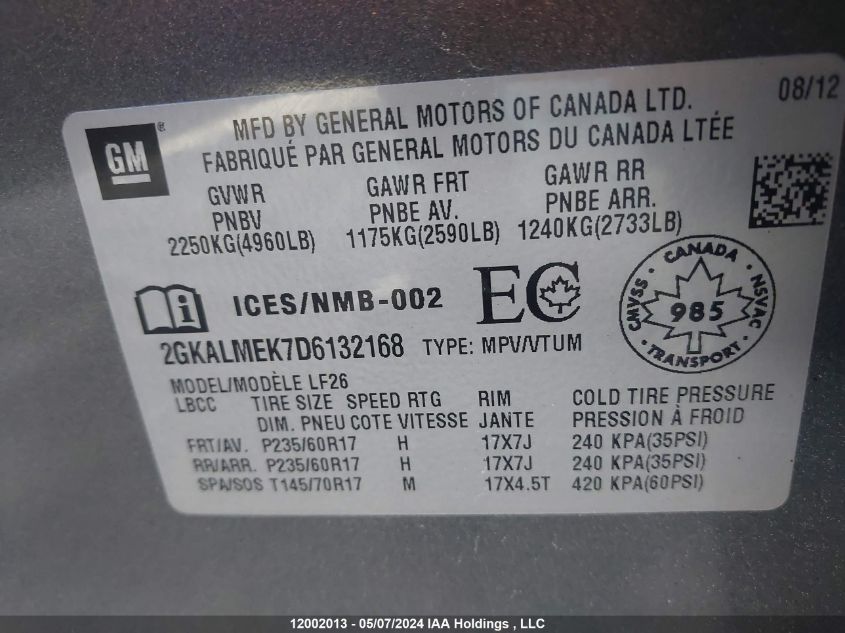 08/12
GM®
MFD BY GENERAL MOTORS OF CANADA LTD.
FABRIQUÉ PAR GENERAL MOTORS DU CANADA LTÉE
GVWR GAWR FRT GAWR RR
PNBV PNBE AV. PNBE ARR.
2250KG(4960LB) 1175KG(2590LB) 1240KG(2733LB)
i ICES/NMB-002 EC
CANADA
CMVSS 985 NSVAC
TRANSPORT
2GKALMEK7D6132168 TYPE: MPV/VTUM
MODEL/MODÈLE LF26
LBCC TIRE SIZE SPEED RTG RIM COLD TIRE PRESSURE
DIM. PNEU COTE VITESSE JANTE PRESSION À FROID
FRT/AV. P235/60R17 H 17X7J 240 KPA(35PSI)
RR/ARR. P235/60R17 H 17X7J 240 KPA(35PSI)
SPA/SOS T145/70R17 M 17X4.5T 420 KPA(60PSI)
12002013 - 05/07/2024 IAA Holdings , LLC